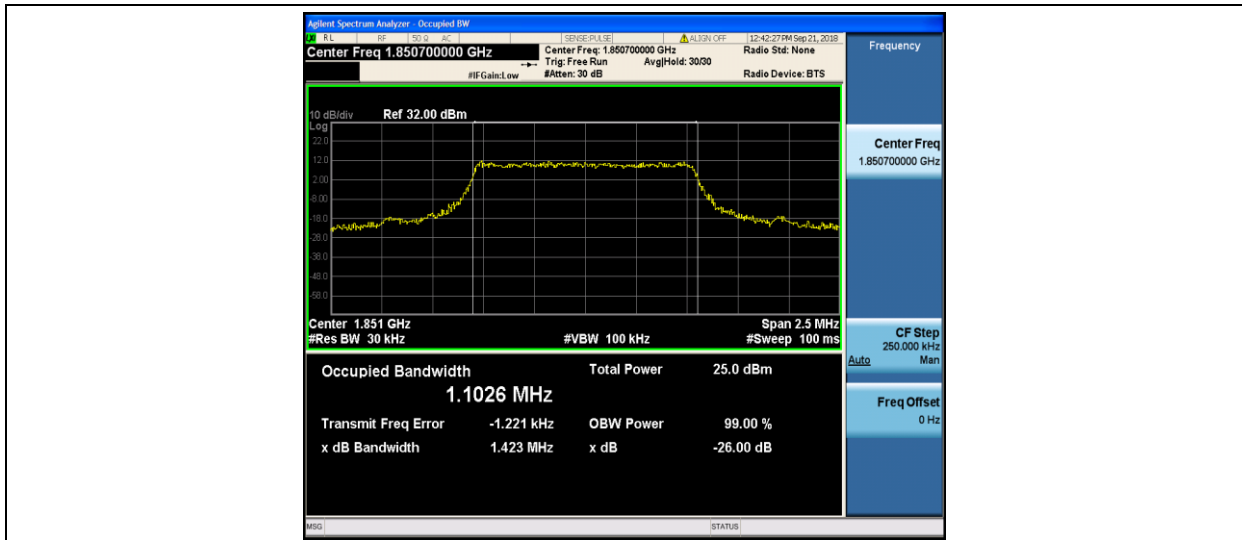 Agilent Spectrum Analyzer - Occupied BW
RL RF 50 Ω AC SENSE:PULSE ALIGN OFF 12:42:27 PM Sep 21, 2018
Center Freq 1.850700000 GHz
Center Freq: 1.850700000 GHz Radio Std: None
Trig: Free Run Avg|Hold: 30/30
#IFGain:Low #Atten: 30 dB Radio Device: BTS
Frequency
10 dB/div Ref 32.00 dBm
Log
22.0
12.0
2.00
-8.00
-18.0
-28.0
-38.0
-48.0
-58.0
Center 1.851 GHz Span 2.5 MHz
#Res BW 30 kHz #VBW 100 kHz #Sweep 100 ms
Occupied Bandwidth Total Power 25.0 dBm
1.1026 MHz
Transmit Freq Error -1.221 kHz OBW Power 99.00 %
x dB Bandwidth 1.423 MHz x dB -26.00 dB
Center Freq
1.850700000 GHz
CF Step
250.000 kHz
Auto Man
Freq Offset
0 Hz
MSG STATUS